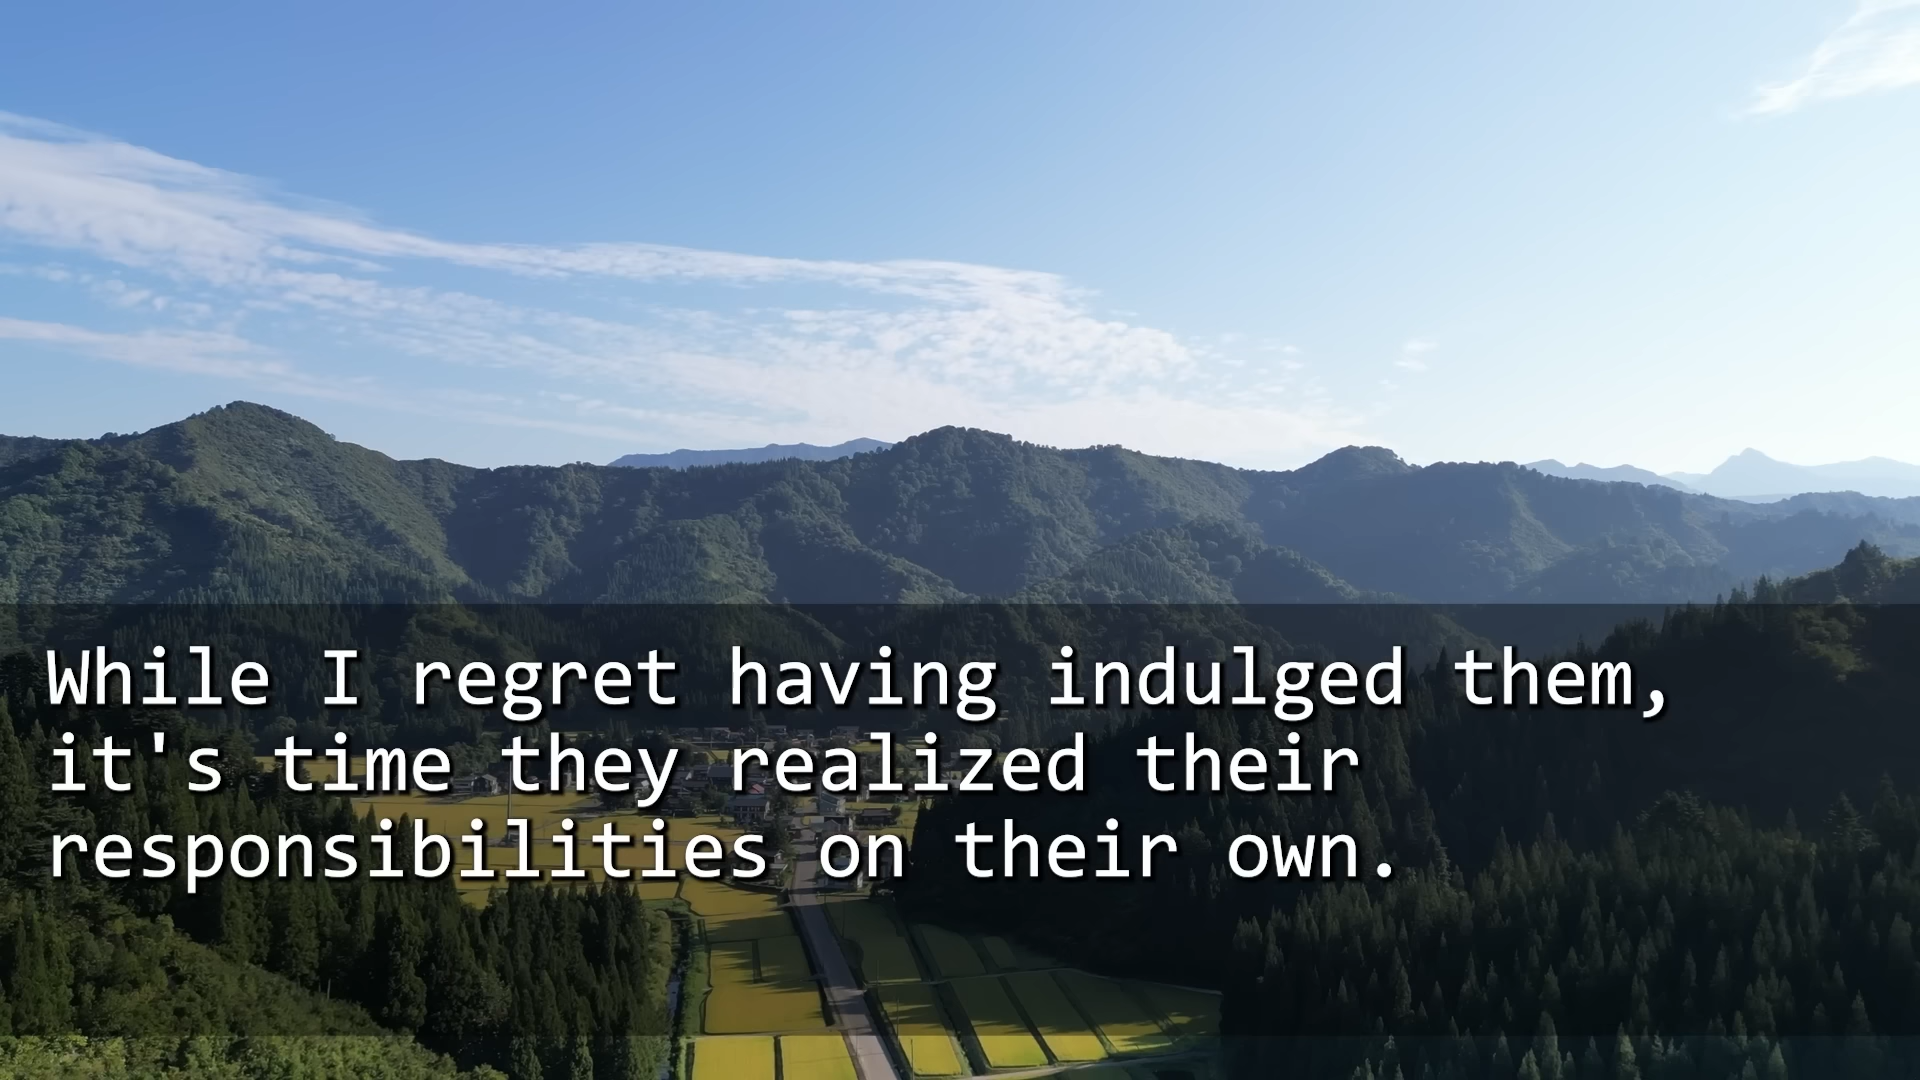 While I regret having indulged them,
it's time they realized their
responsibilities on their own.